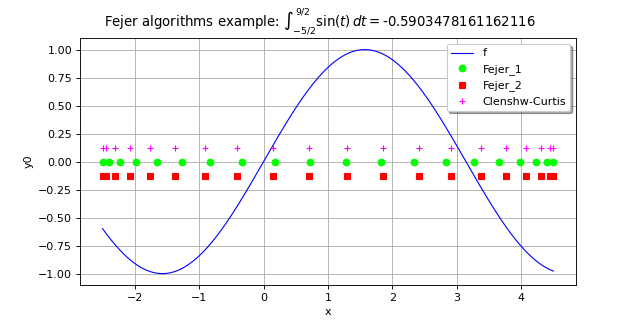 Fejer algorithms example: ∫_{-5/2}^{9/2} sin(t) dt = -0.5903478161162116
f
Fejer_1
Fejer_2
Clenshw-Curtis
1.00
0.75
0.50
0.25
0.00
−0.25
−0.50
−0.75
−1.00
y0
−2
−1
0
1
2
3
4
x